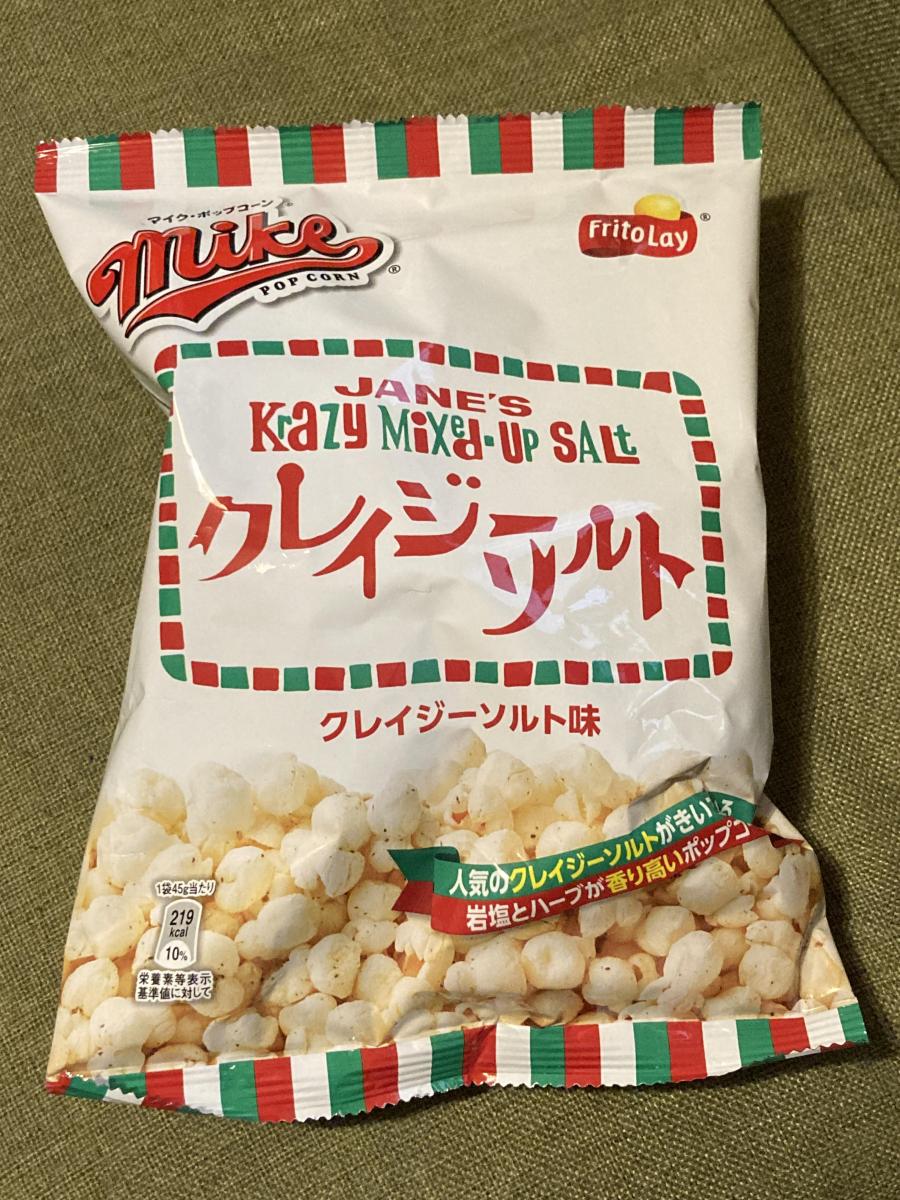 マイク・ポップコーン
Mike
POP CORN
®
Frito Lay
®
JANE'S
Krazy Mixed-Up SALt
クレイジーソルト
クレイジーソルト味
人気のクレイジーソルトがきいてる
岩塩とハーブが香り高いポップコ
1袋45g当たり
219
kcal
10%
栄養素等表示
基準値に対して